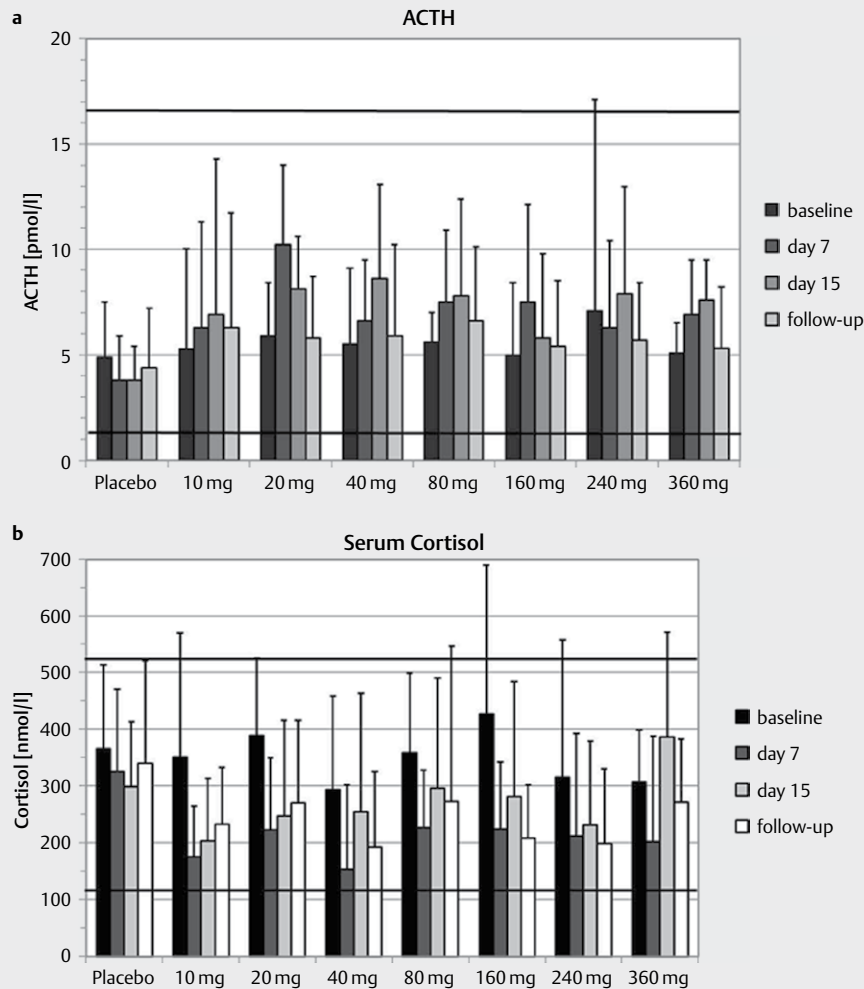 a
ACTH
20
15
10
5
0
ACTH [pmol/l]
Placebo 10 mg 20 mg 40 mg 80 mg 160 mg 240 mg 360 mg
baseline
day 7
day 15
follow-up
b
Serum Cortisol
700
600
500
400
300
200
100
0
Cortisol [nmol/l]
Placebo 10 mg 20 mg 40 mg 80 mg 160 mg 240 mg 360 mg
baseline
day 7
day 15
follow-up